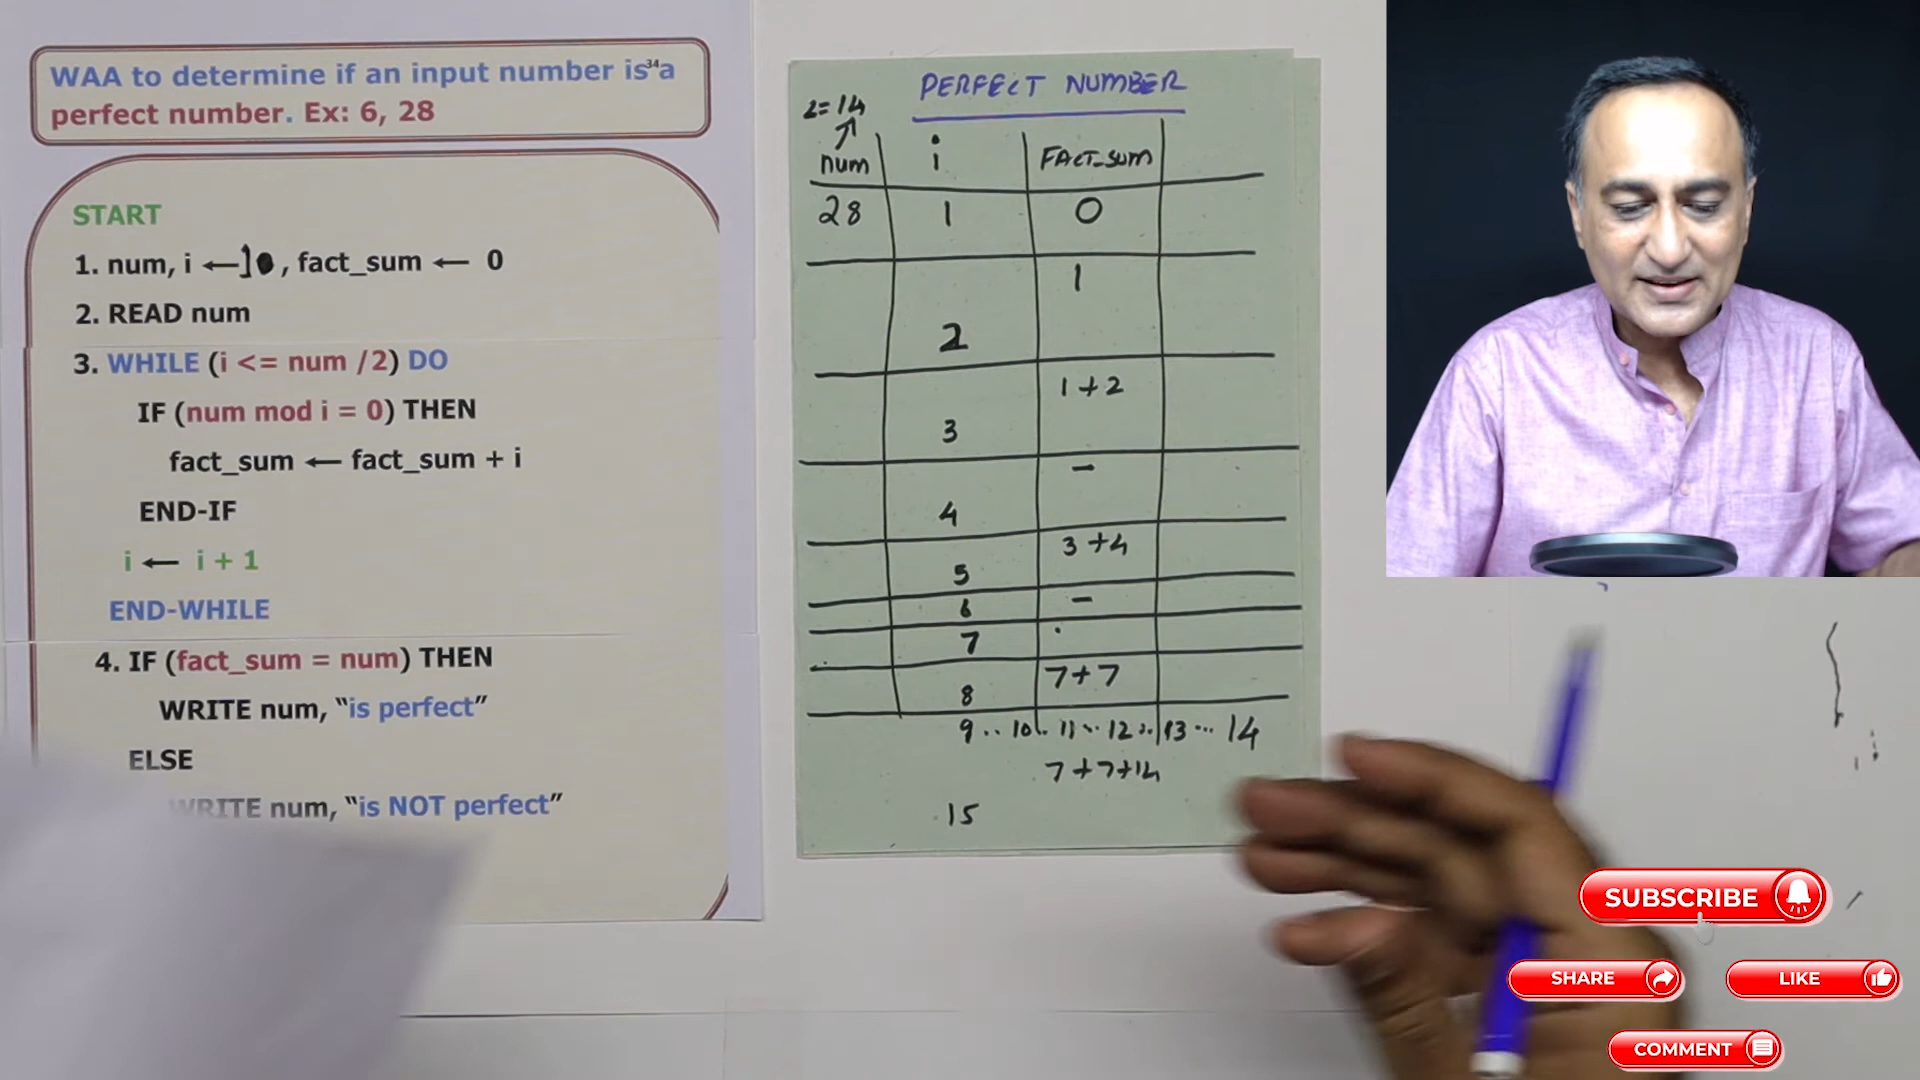 WAA to determine if an input number is 34 a
perfect number. Ex: 6, 28
START
1. num, i ← 1 , fact_sum ← 0
2. READ num
3. WHILE (i <= num /2) DO
IF (num mod i = 0) THEN
fact_sum ← fact_sum + i
END-IF
i ← i + 1
END-WHILE
4. IF (fact_sum = num) THEN
WRITE num, “is perfect”
ELSE
WRITE num, “is NOT perfect”
PERFECT NUMBER
2=14
num i FACT_SUM
28 1 0
1
2
1+2
3
-
4
3+4
5
6 -
7
7+7
8
9 .. 10 .. 11 .. 12 .. 13 ... 14
7+7+14
15
SUBSCRIBE
SHARE LIKE
COMMENT